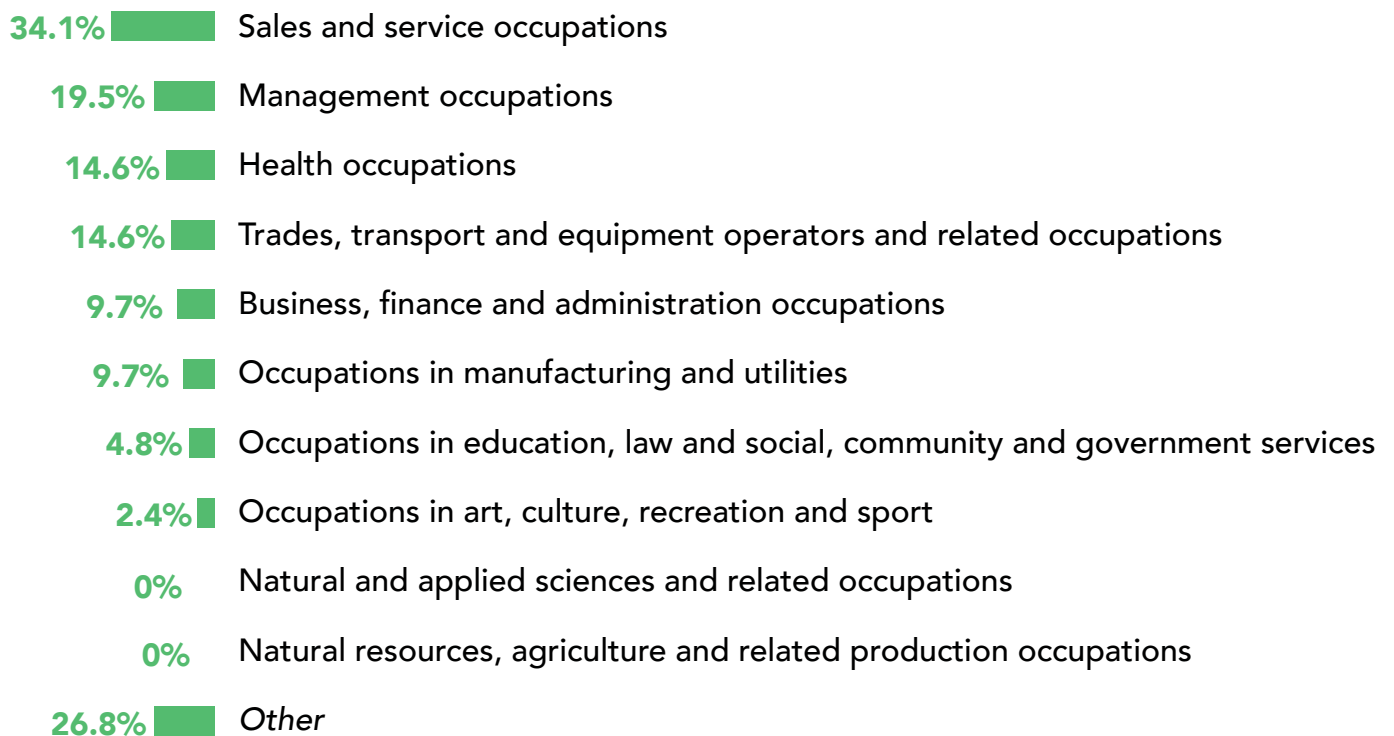 34.1% Sales and service occupations
19.5% Management occupations
14.6% Health occupations
14.6% Trades, transport and equipment operators and related occupations
9.7% Business, finance and administration occupations
9.7% Occupations in manufacturing and utilities
4.8% Occupations in education, law and social, community and government services
2.4% Occupations in art, culture, recreation and sport
0% Natural and applied sciences and related occupations
0% Natural resources, agriculture and related production occupations
26.8% Other